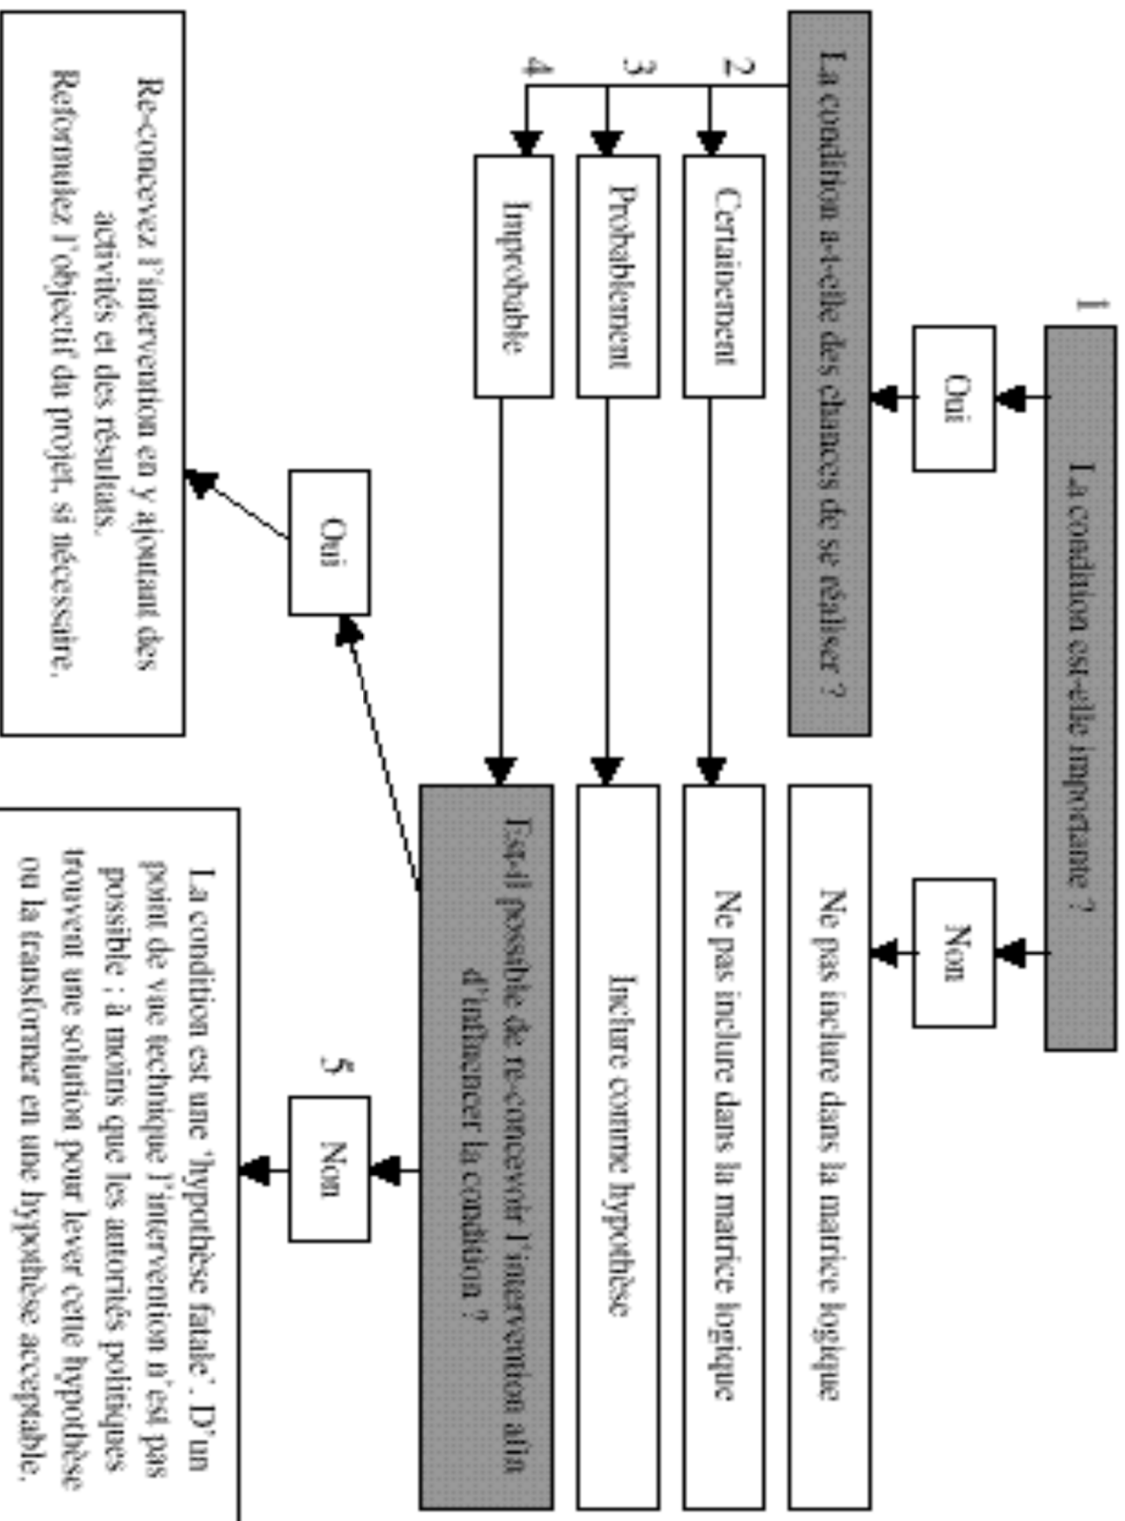 1
La condition est-elle importante ?
Oui
Non
La condition a-t-elle des chances de se réaliser ?
Ne pas inclure dans la matrice logique
2
Certainement
Ne pas inclure dans la matrice logique
3
Probablement
Inclure comme hypothèse
4
Improbable
Est-il possible de re-concevoir l'intervention afin
d'influencer la condition ?
Oui
5
Non
Re-concevez l'intervention en y ajoutant des
activités et des résultats.
Reformulez l'objectif du projet, si nécessaire.
La condition est une 'hypothèse fatale'. D'un
point de vue technique l'intervention n'est pas
possible ; à moins que les autorités politiques
trouvent une solution pour lever cette hypothèse
ou la transformer en une hypothèse acceptable.